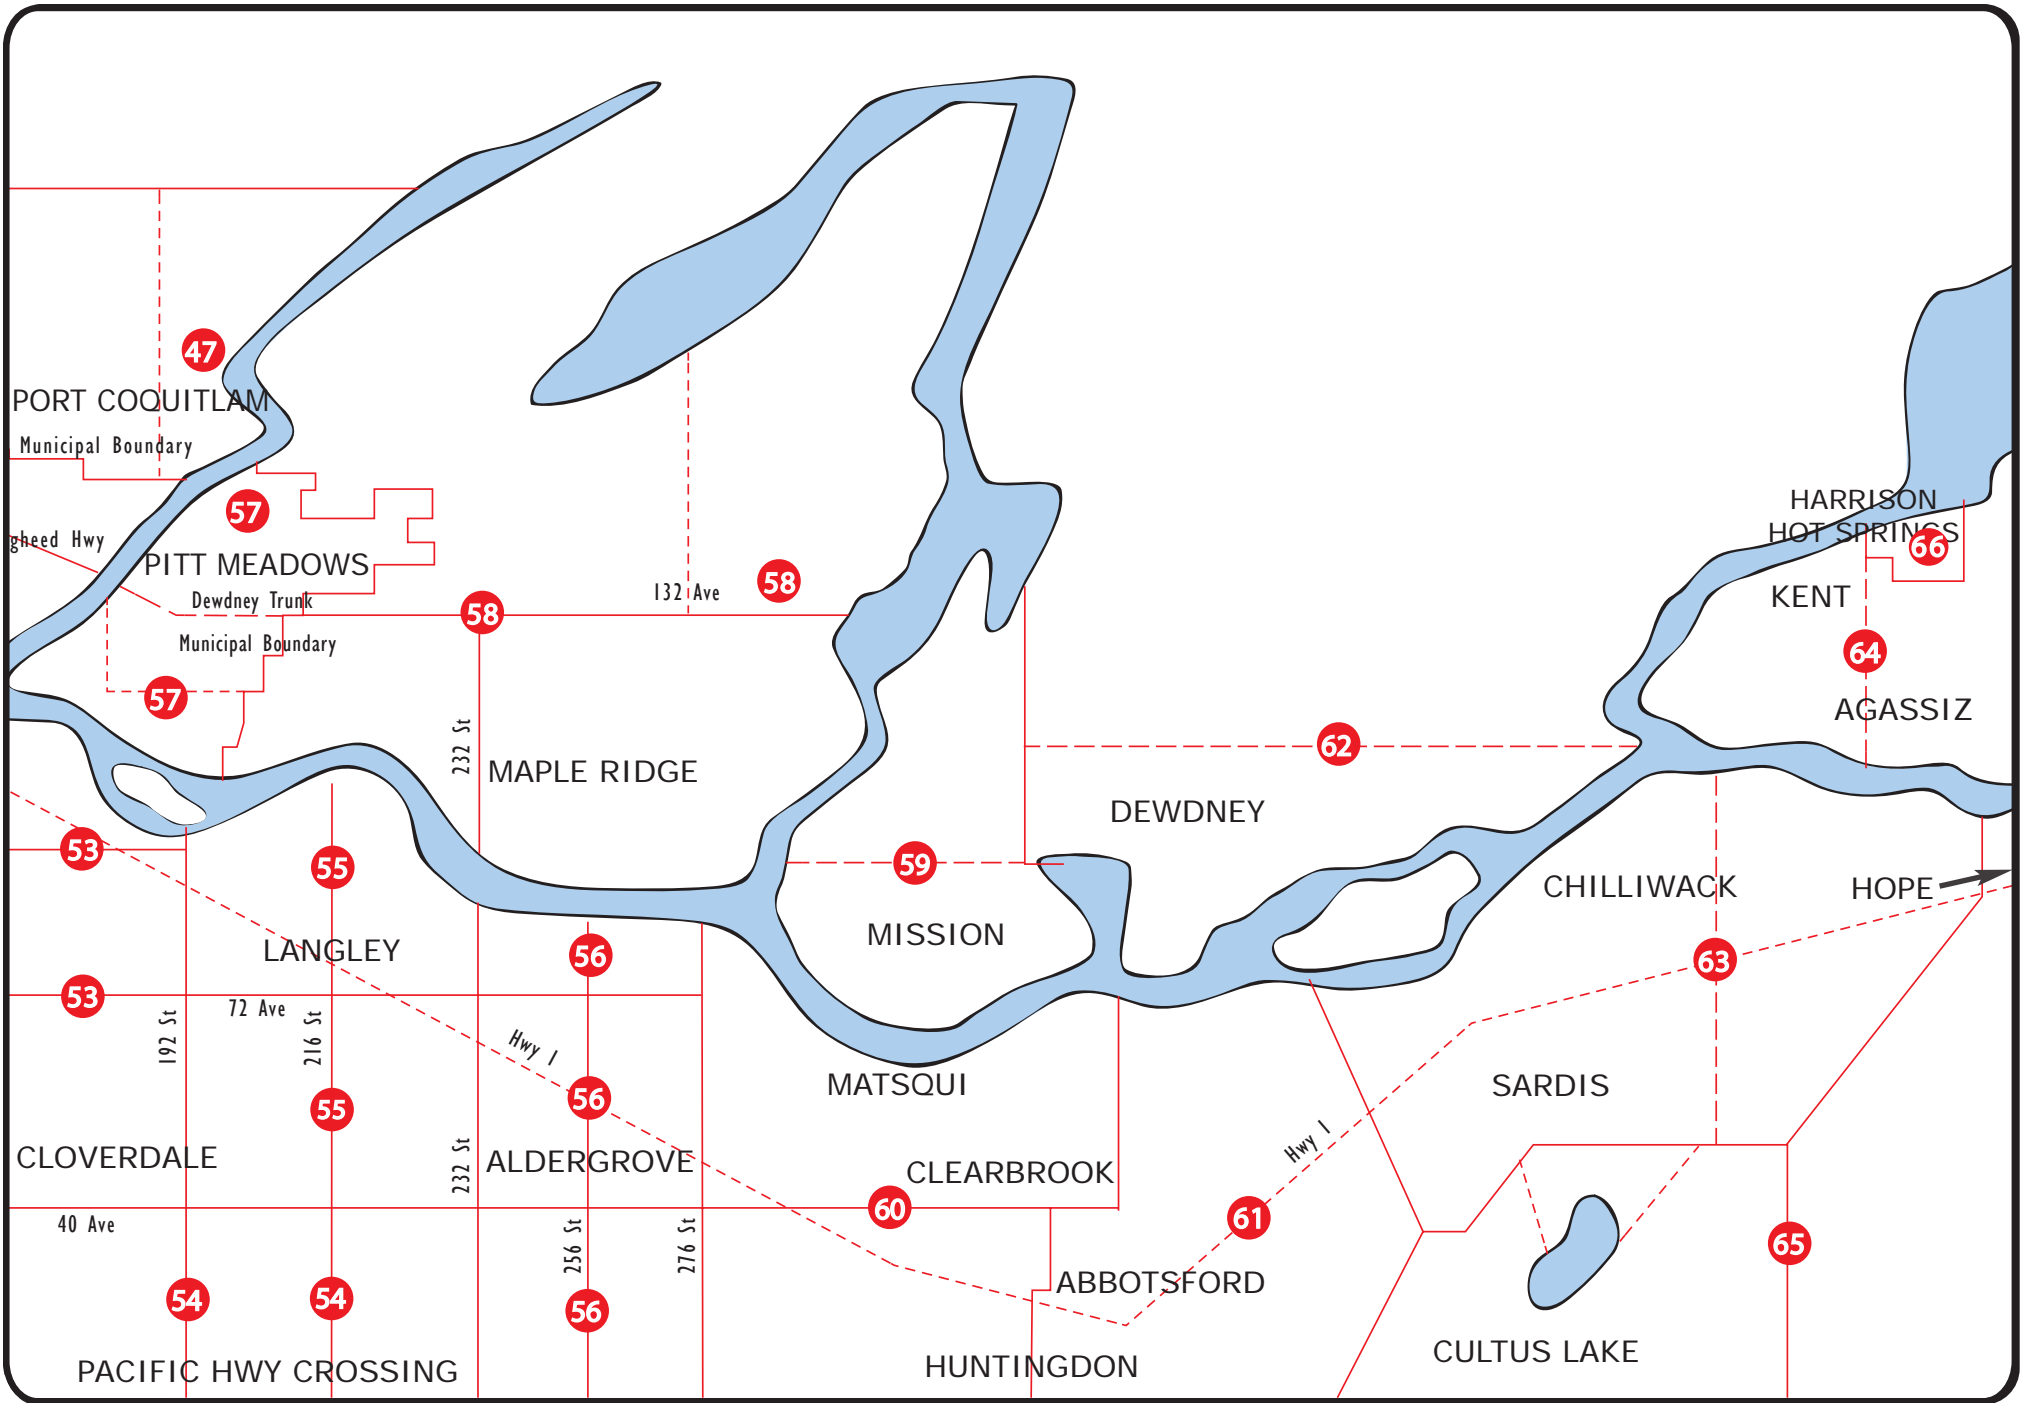 47
PORT COQUITLAM
Municipal Boundary
HARRISON
HOT SPRINGS
66
57
gheed Hwy
PITT MEADOWS
Dewdney Trunk
58
132 Ave
58
KENT
Municipal Boundary
64
57
AGASSIZ
232 St
62
MAPLE RIDGE
DEWDNEY
53
55
59
CHILLIWACK
HOPE
LANGLEY
56
MISSION
63
53
72 Ave
192 St
216 St
Hwy 1
56
MATSQUI
SARDIS
55
CLOVERDALE
232 St
ALDERGROVE
CLEARBROOK
Hwy 1
40 Ave
60
61
256 St
276 St
65
54
54
56
ABBOTSFORD
PACIFIC HWY CROSSING
HUNTINGDON
CULTUS LAKE